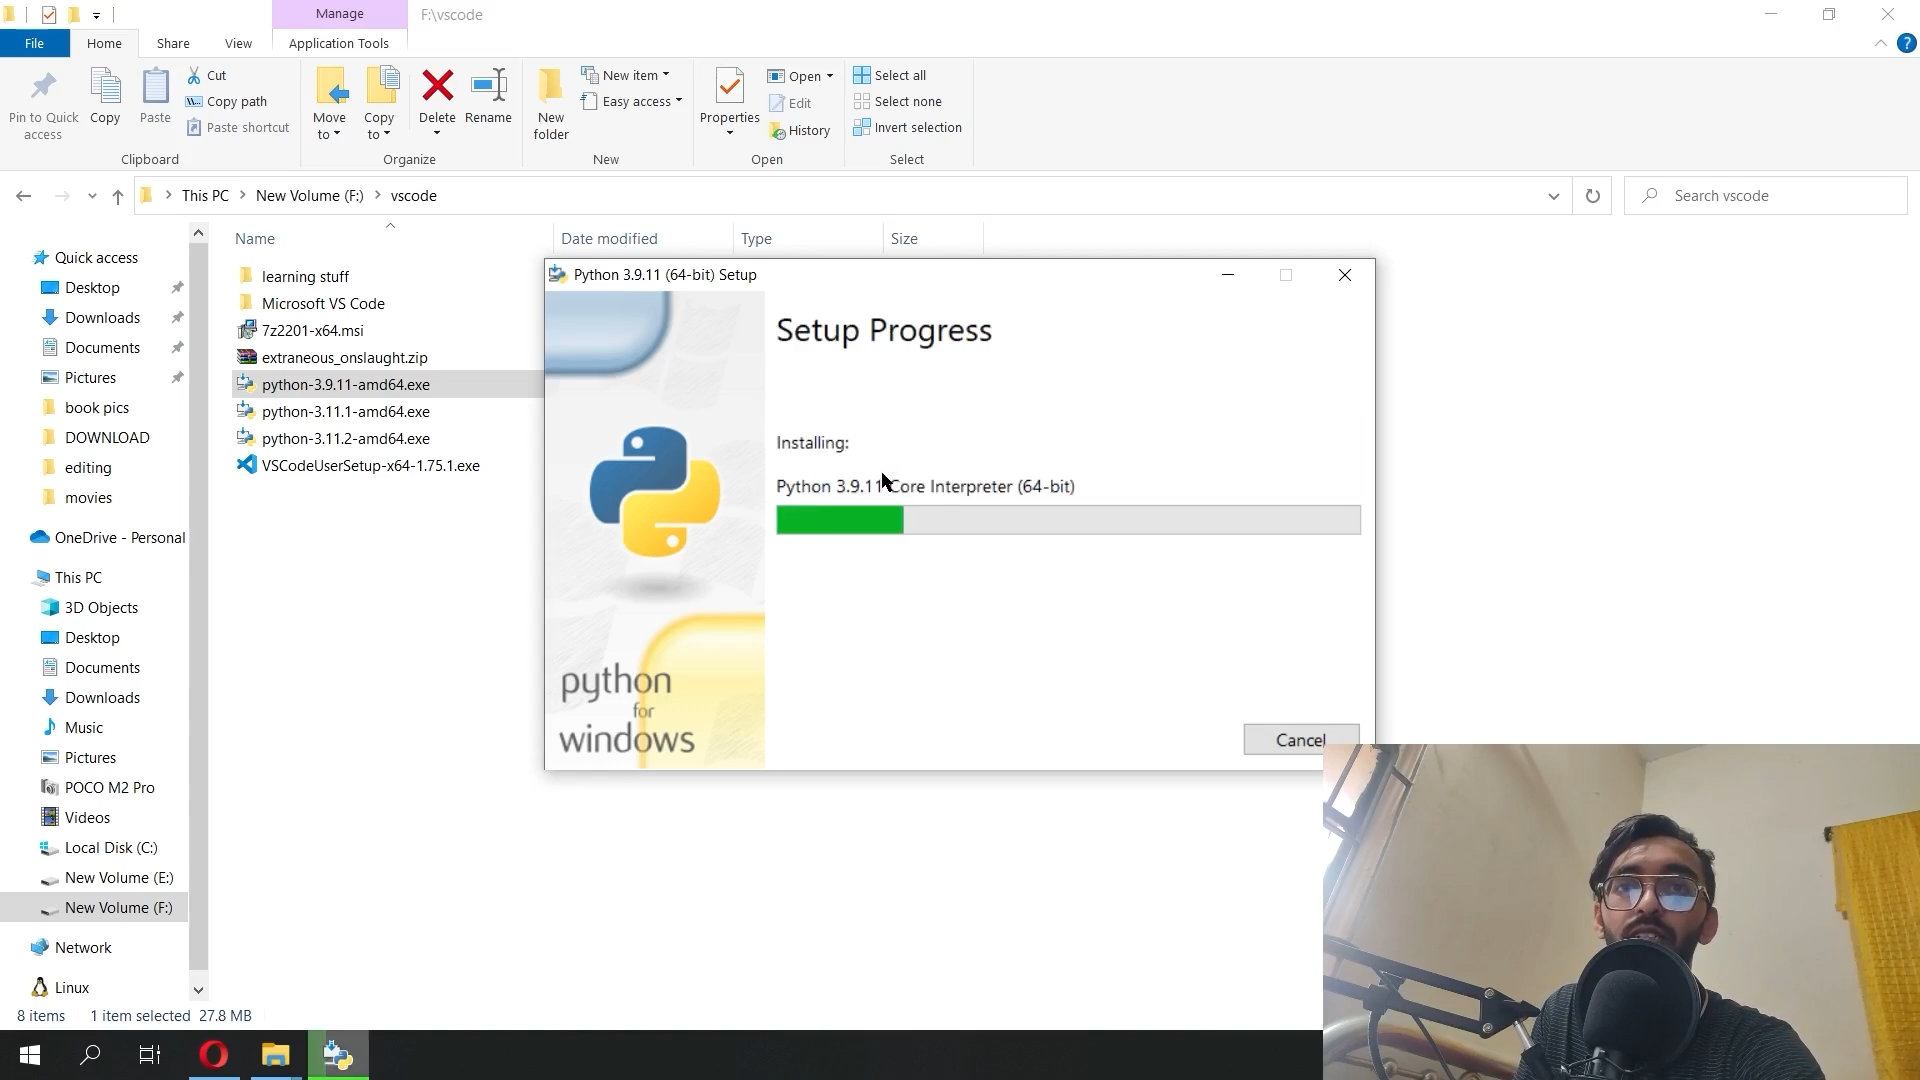 Manage
F:\vscode
File
Home
Share
View
Application Tools
Pin to Quick access
Copy
Paste
Cut
Copy path
Paste shortcut
Clipboard
Move to
Copy to
Delete
Rename
Organize
New folder
New item
Easy access
New
Properties
Open
Edit
History
Open
Select all
Select none
Invert selection
Select
This PC
New Volume (F:)
vscode
Search vscode
Name
Date modified
Type
Size
Quick access
Desktop
Downloads
Documents
Pictures
book pics
DOWNLOAD
editing
movies
OneDrive - Personal
This PC
3D Objects
Desktop
Documents
Downloads
Music
Pictures
POCO M2 Pro
Videos
Local Disk (C:)
New Volume (E:)
New Volume (F:)
Network
Linux
learning stuff
Microsoft VS Code
7z2201-x64.msi
extraneous_onslaught.zip
python-3.9.11-amd64.exe
python-3.11.1-amd64.exe
python-3.11.2-amd64.exe
VSCodeUserSetup-x64-1.75.1.exe
Python 3.9.11 (64-bit) Setup
Setup Progress
Installing:
Python 3.9.11 Core Interpreter (64-bit)
python
for
windows
Cancel
8 items
1 item selected 27.8 MB